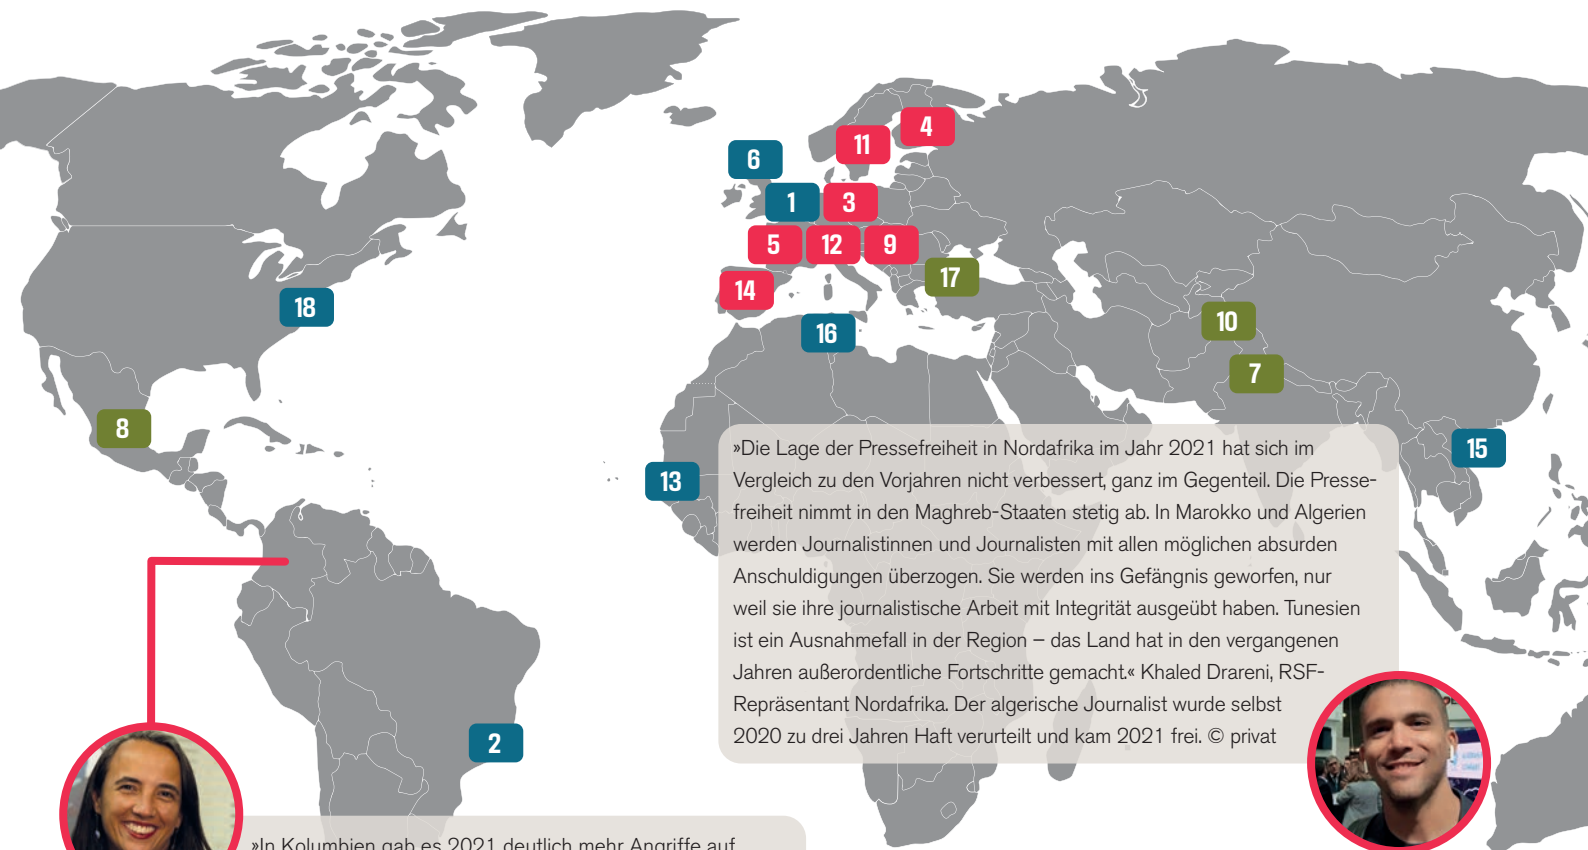 4
11
6
1
3
5
12
9
17
14
18
10
16
7
8
15
13
»Die Lage der Pressefreiheit in Nordafrika im Jahr 2021 hat sich im
Vergleich zu den Vorjahren nicht verbessert, ganz im Gegenteil. Die Presse-
freiheit nimmt in den Maghreb-Staaten stetig ab. In Marokko und Algerien
werden Journalistinnen und Journalisten mit allen möglichen absurden
Anschuldigungen überzogen. Sie werden ins Gefängnis geworfen, nur
weil sie ihre journalistische Arbeit mit Integrität ausgeübt haben. Tunesien
ist ein Ausnahmefall in der Region – das Land hat in den vergangenen
Jahren außerordentliche Fortschritte gemacht.« Khaled Drareni, RSF-
Repräsentant Nordafrika. Der algerische Journalist wurde selbst
2020 zu drei Jahren Haft verurteilt und kam 2021 frei. © privat
2
»In Kolumbien gab es 2021 deutlich mehr Angriffe auf